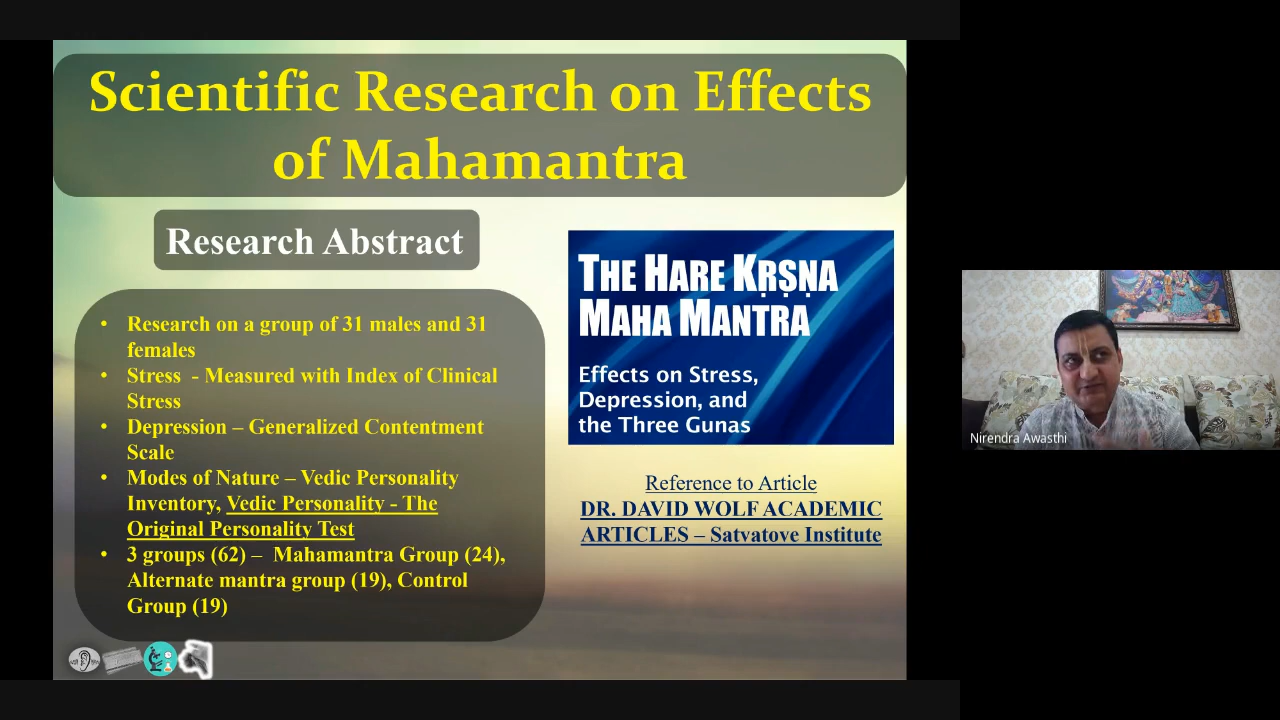 Scientific Research on Effects
of Mahamantra
Research Abstract
• Research on a group of 31 males and 31
females
• Stress  - Measured with Index of Clinical
Stress
• Depression – Generalized Contentment
Scale
• Modes of Nature – Vedic Personality
Inventory, Vedic Personality - The
Original Personality Test
• 3 groups (62) –  Mahamantra Group (24),
Alternate mantra group (19), Control
Group (19)
THE HARE KṚṢṆA
MAHA MANTRA
Effects on Stress,
Depression, and
the Three Gunas
Reference to Article
DR. DAVID WOLF ACADEMIC
ARTICLES – Satvatove Institute
Nirendra Awasthi